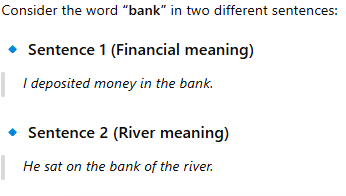 Consider the word “bank” in two different sentences:
Sentence 1 (Financial meaning)
I deposited money in the bank.
Sentence 2 (River meaning)
He sat on the bank of the river.